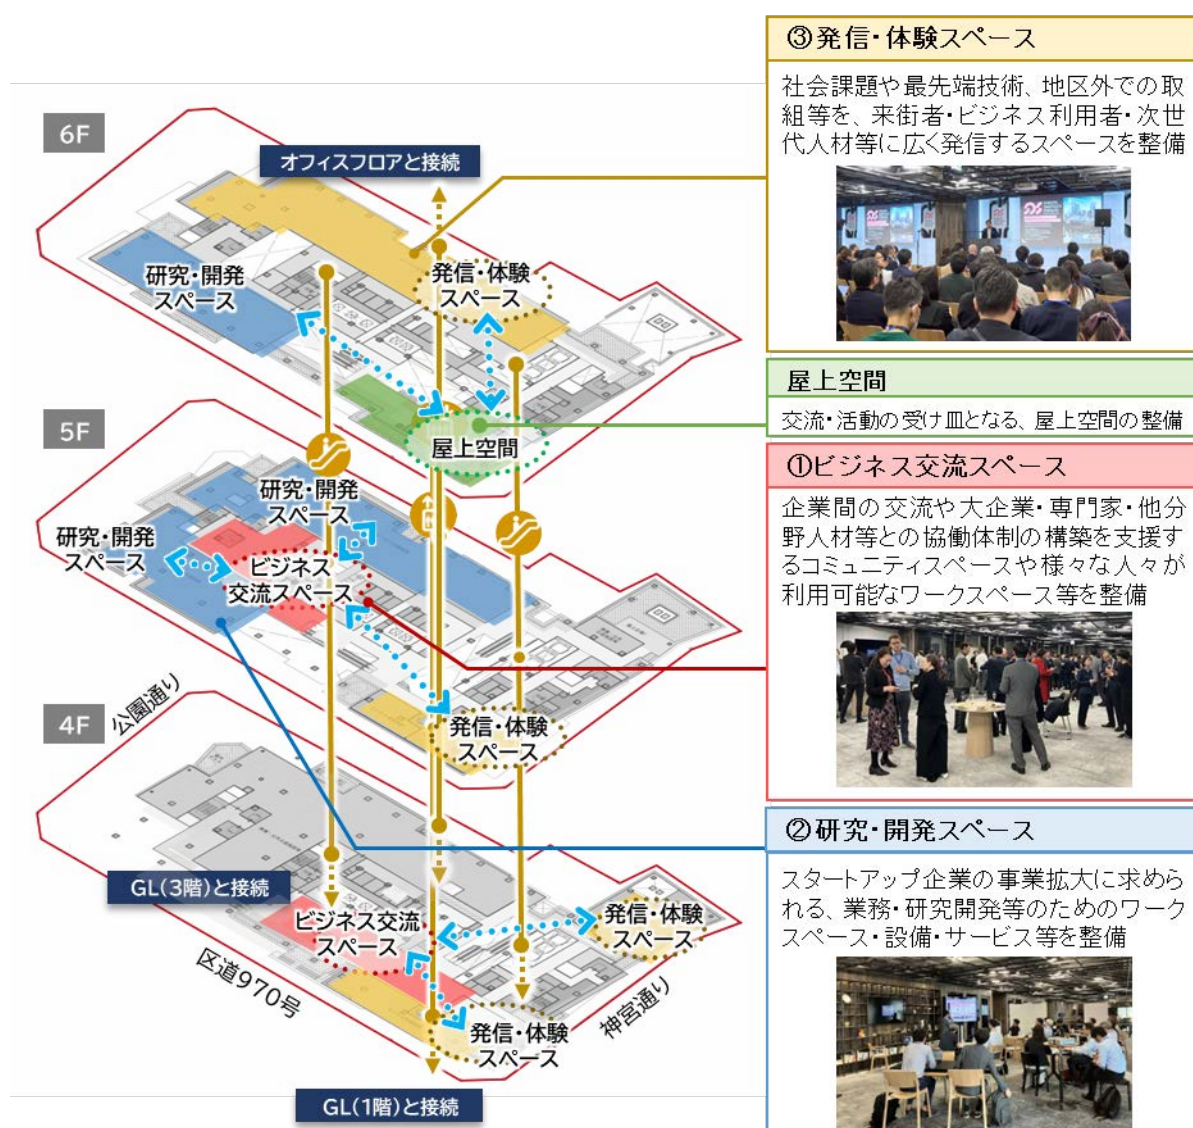 6F
オフィスフロアと接続
研究・開発
スペース
発信・体験
スペース
屋上空間
5F
研究・開発
スペース
研究・開発
スペース
ビジネス
交流スペース
発信・体験
スペース
公園通り
4F
GL(3階)と接続
ビジネス交流
スペース
発信・体験
スペース
発信・体験
スペース
区道970号
神宮通り
GL(1階)と接続
③発信・体験スペース
社会課題や最先端技術、地区外での取
組等を、来街者・ビジネス利用者・次世
代人材等に広く発信するスペースを整備
屋上空間
交流・活動の受け皿となる、屋上空間の整備
①ビジネス交流スペース
企業間の交流や大企業・専門家・他分
野人材等との協働体制の構築を支援す
るコミュニティスペースや様々な人々が
利用可能なワークスペース等を整備
②研究・開発スペース
スタートアップ企業の事業拡大に求めら
れる、業務・研究開発等のためのワーク
スペース・設備・サービス等を整備